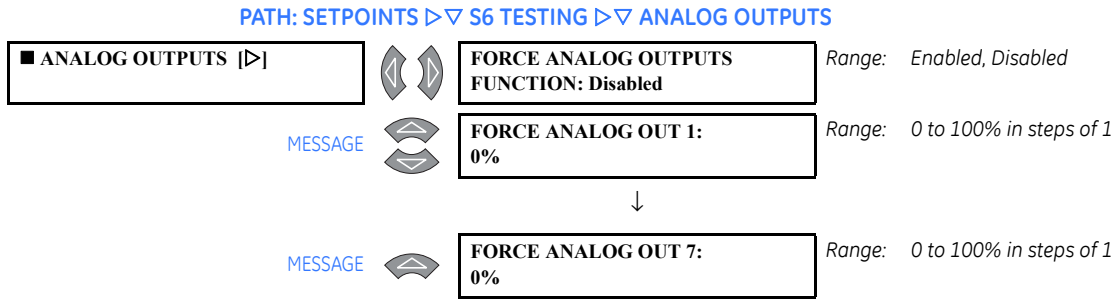 PATH: SETPOINTS ▷▽ S6 TESTING ▷▽ ANALOG OUTPUTS
■ ANALOG OUTPUTS [▷]
FORCE ANALOG OUTPUTS
FUNCTION: Disabled
Range: Enabled, Disabled
MESSAGE
FORCE ANALOG OUT 1:
0%
Range: 0 to 100% in steps of 1
↓
MESSAGE
FORCE ANALOG OUT 7:
0%
Range: 0 to 100% in steps of 1